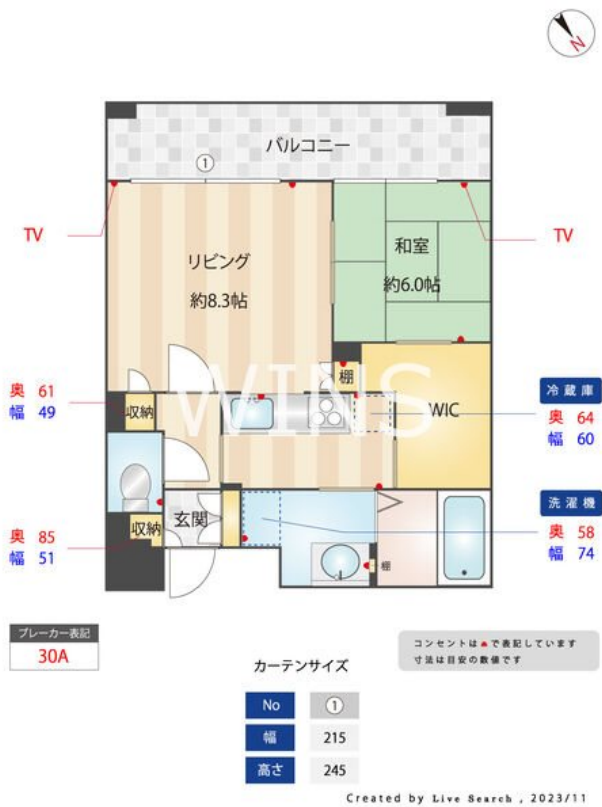 N
バルコニー
①
TV
TV
リビング
約8.3帖
和室
約6.0帖
奥 61
幅 49
収納
棚
WIC
冷蔵庫
奥 64
幅 60
WINS
奥 85
幅 51
収納
玄関
棚
洗濯機
奥 58
幅 74
ブレーカー表記
30A
コンセントは で表記しています
寸法は目安の数値です
カーテンサイズ
No ①
幅 215
高さ 245
Created by Live Search , 2023/11